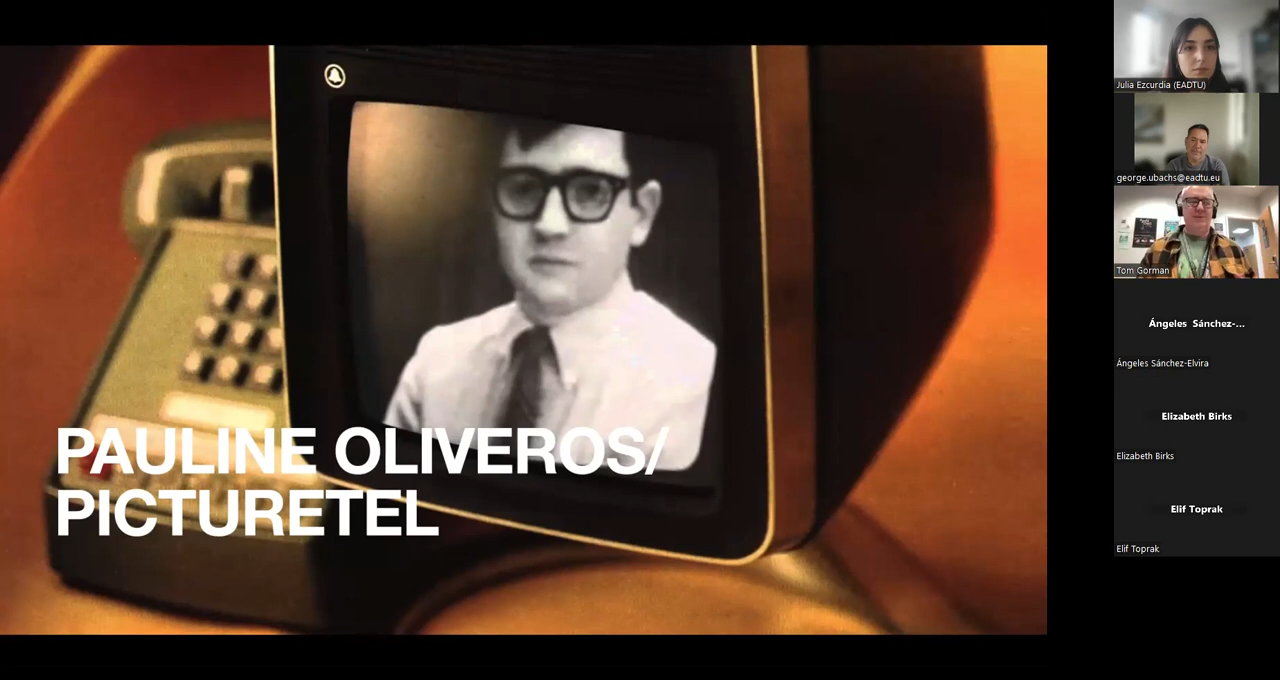 PAULINE OLIVEROS/
PICTURETEL
Julia Ezcurdia (EADTU)
george.ubachs@eadtu.eu
Tom Gorman
Ángeles Sánchez-...
Ángeles Sánchez-Elvira
Elizabeth Birks
Elizabeth Birks
Elif Toprak
Elif Toprak